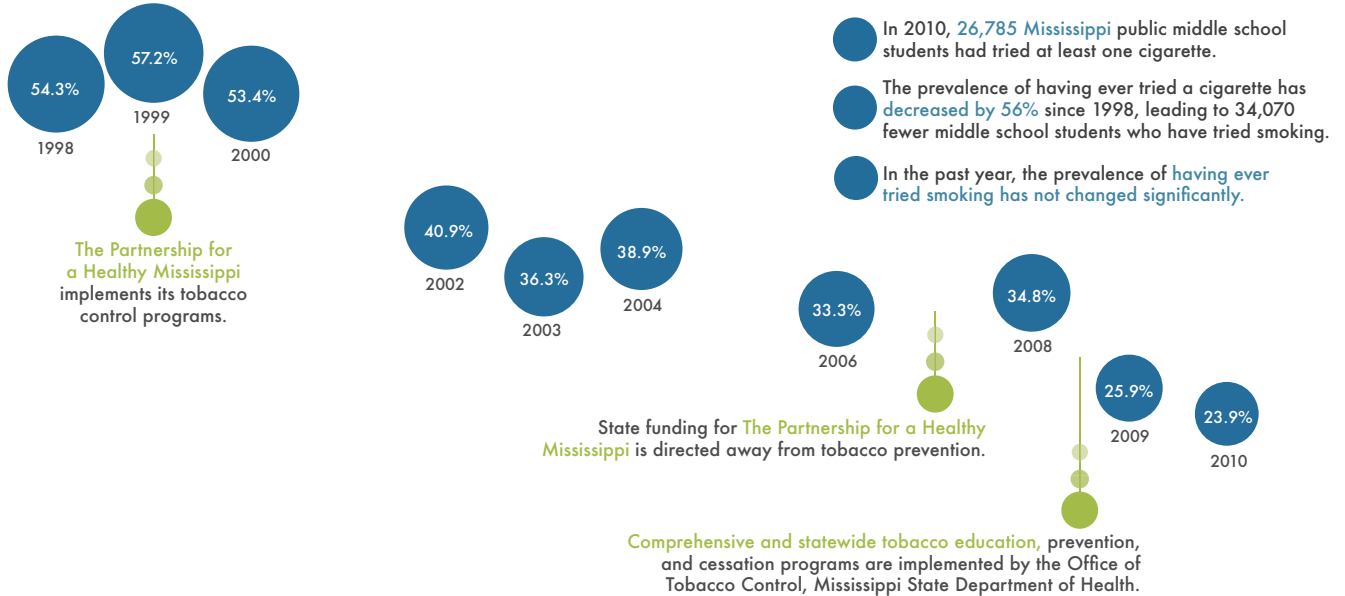 54.3%
1998
57.2%
1999
53.4%
2000
The Partnership for
a Healthy Mississippi
implements its tobacco
control programs.
40.9%
2002
36.3%
2003
38.9%
2004
33.3%
2006
State funding for The Partnership for a Healthy
Mississippi is directed away from tobacco prevention.
34.8%
2008
25.9%
2009
23.9%
2010
Comprehensive and statewide tobacco education, prevention,
and cessation programs are implemented by the Office of
Tobacco Control, Mississippi State Department of Health.
In 2010, 26,785 Mississippi public middle school
students had tried at least one cigarette.
The prevalence of having ever tried a cigarette has
decreased by 56% since 1998, leading to 34,070
fewer middle school students who have tried smoking.
In the past year, the prevalence of having ever
tried smoking has not changed significantly.